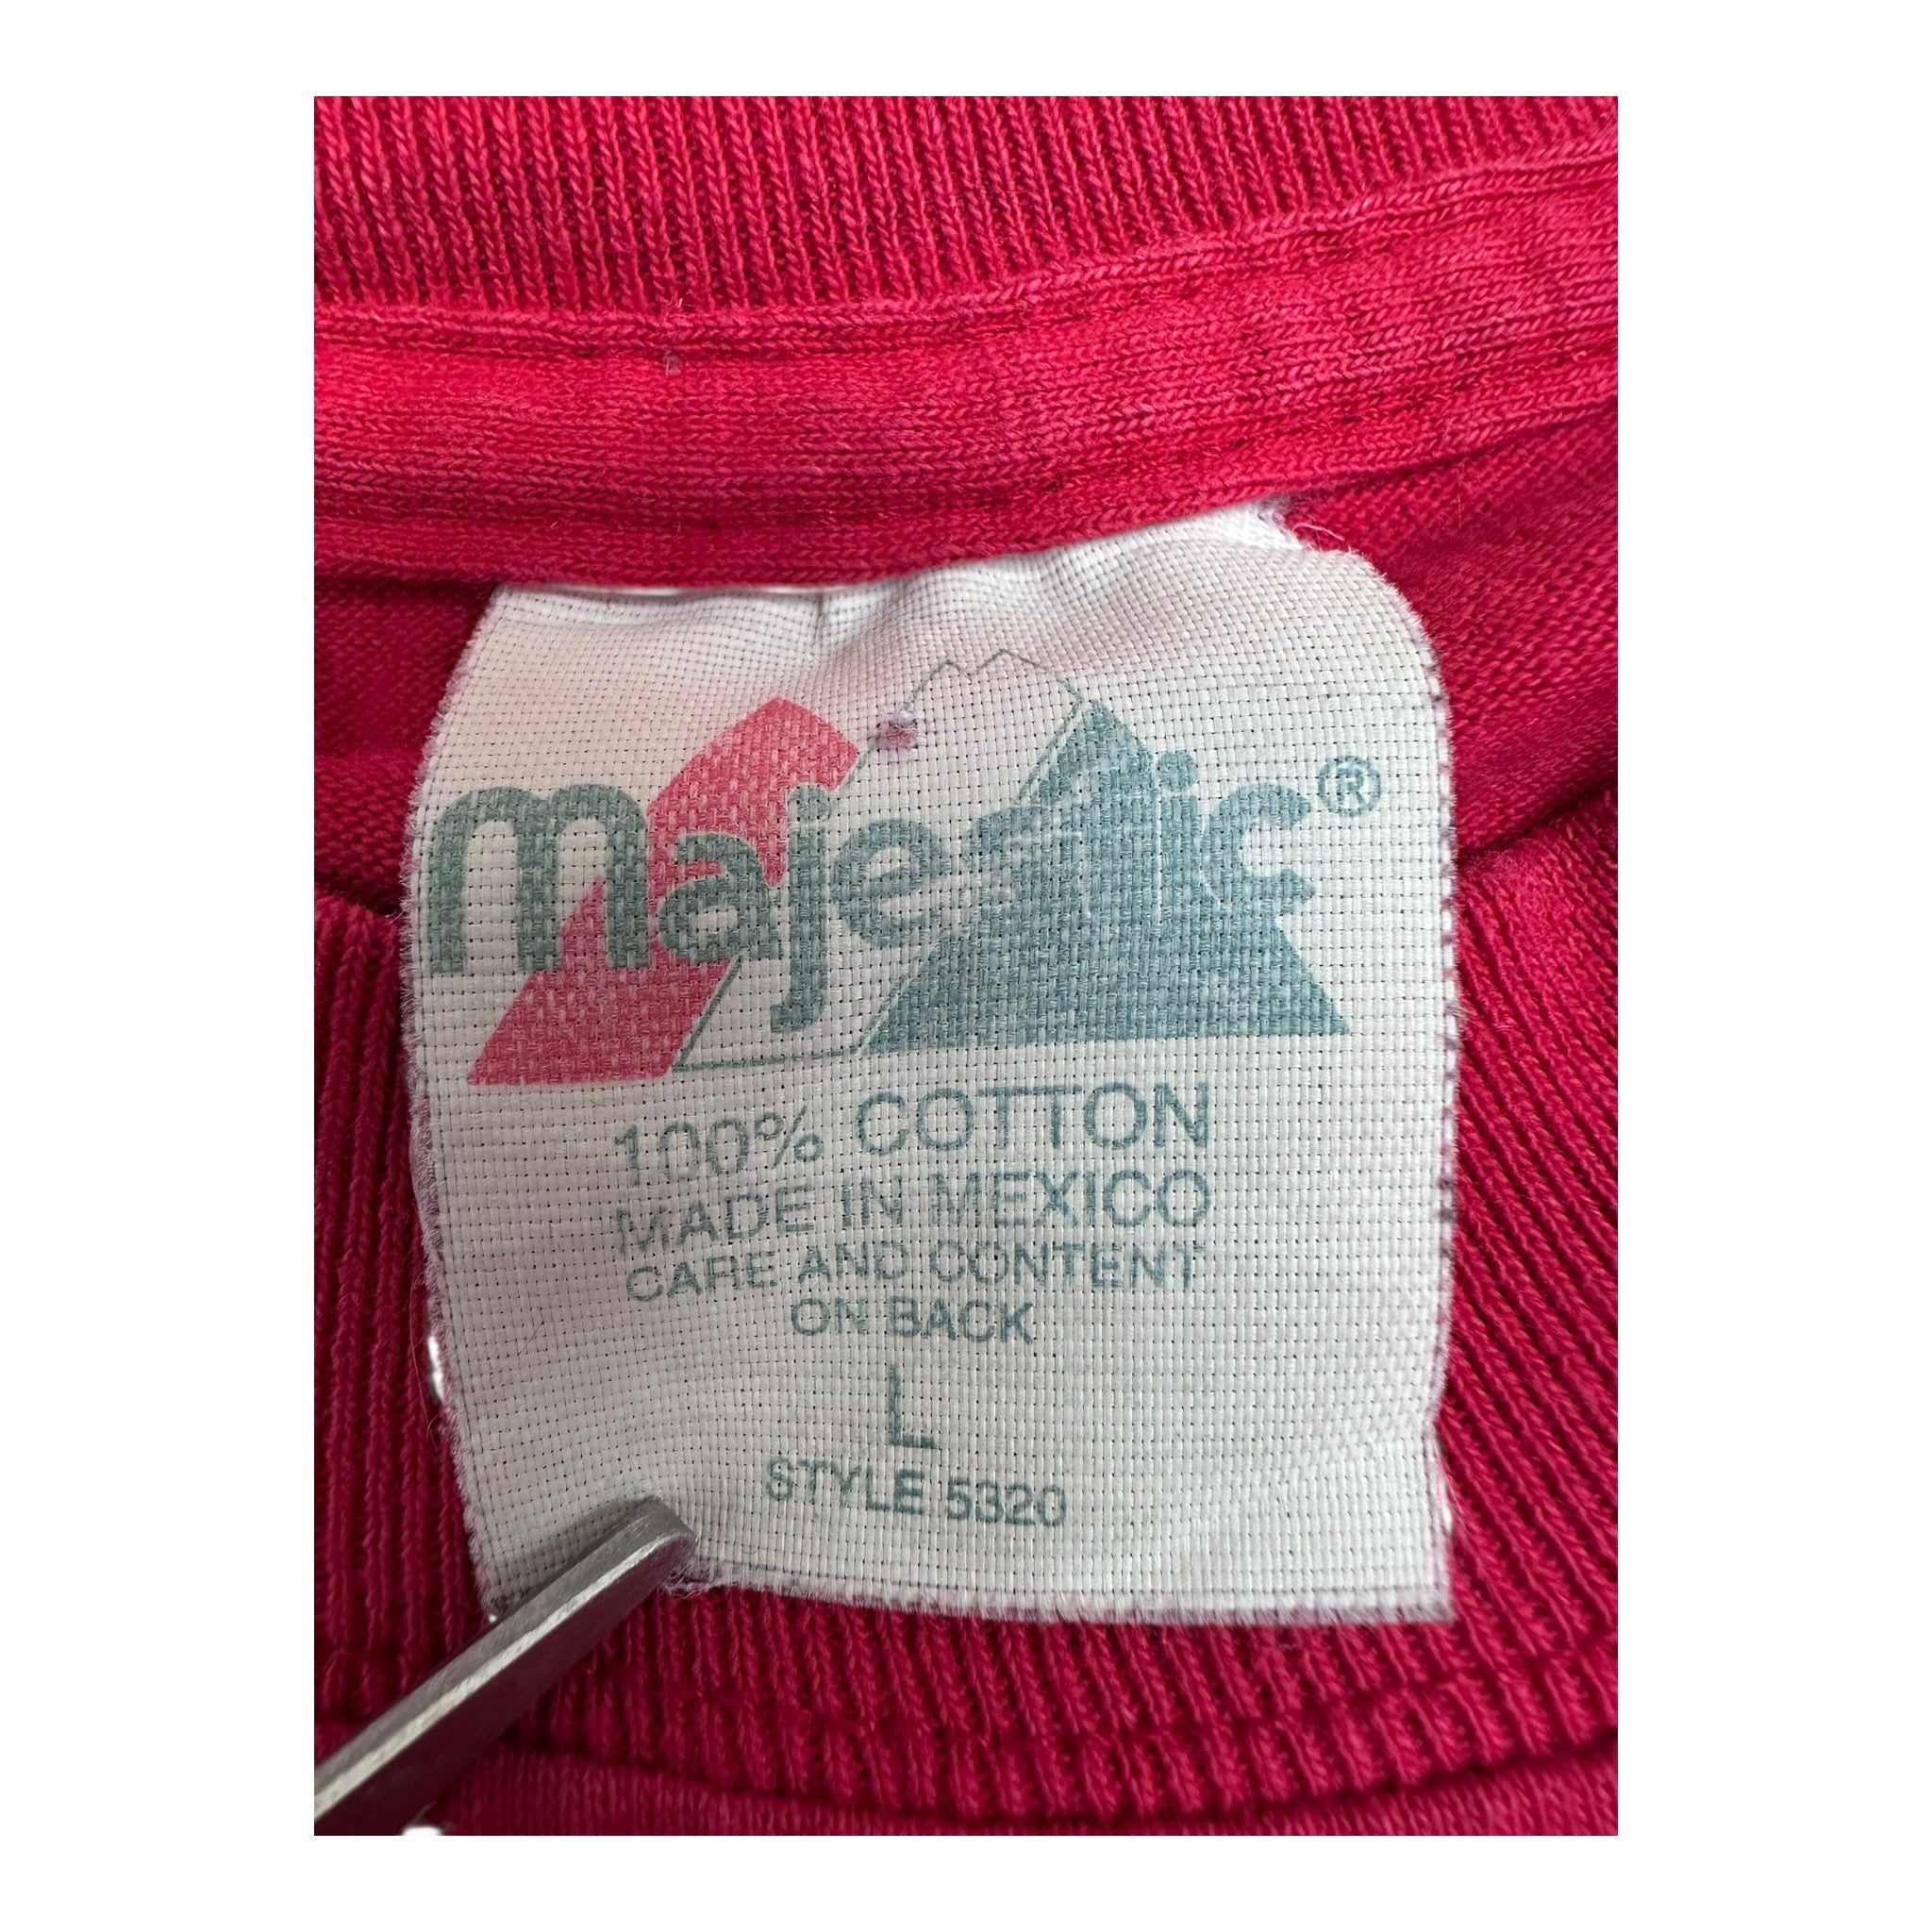 majestic®
100% COTTON
MADE IN MEXICO
CARE AND CONTENT
ON BACK
L
STYLE 5320